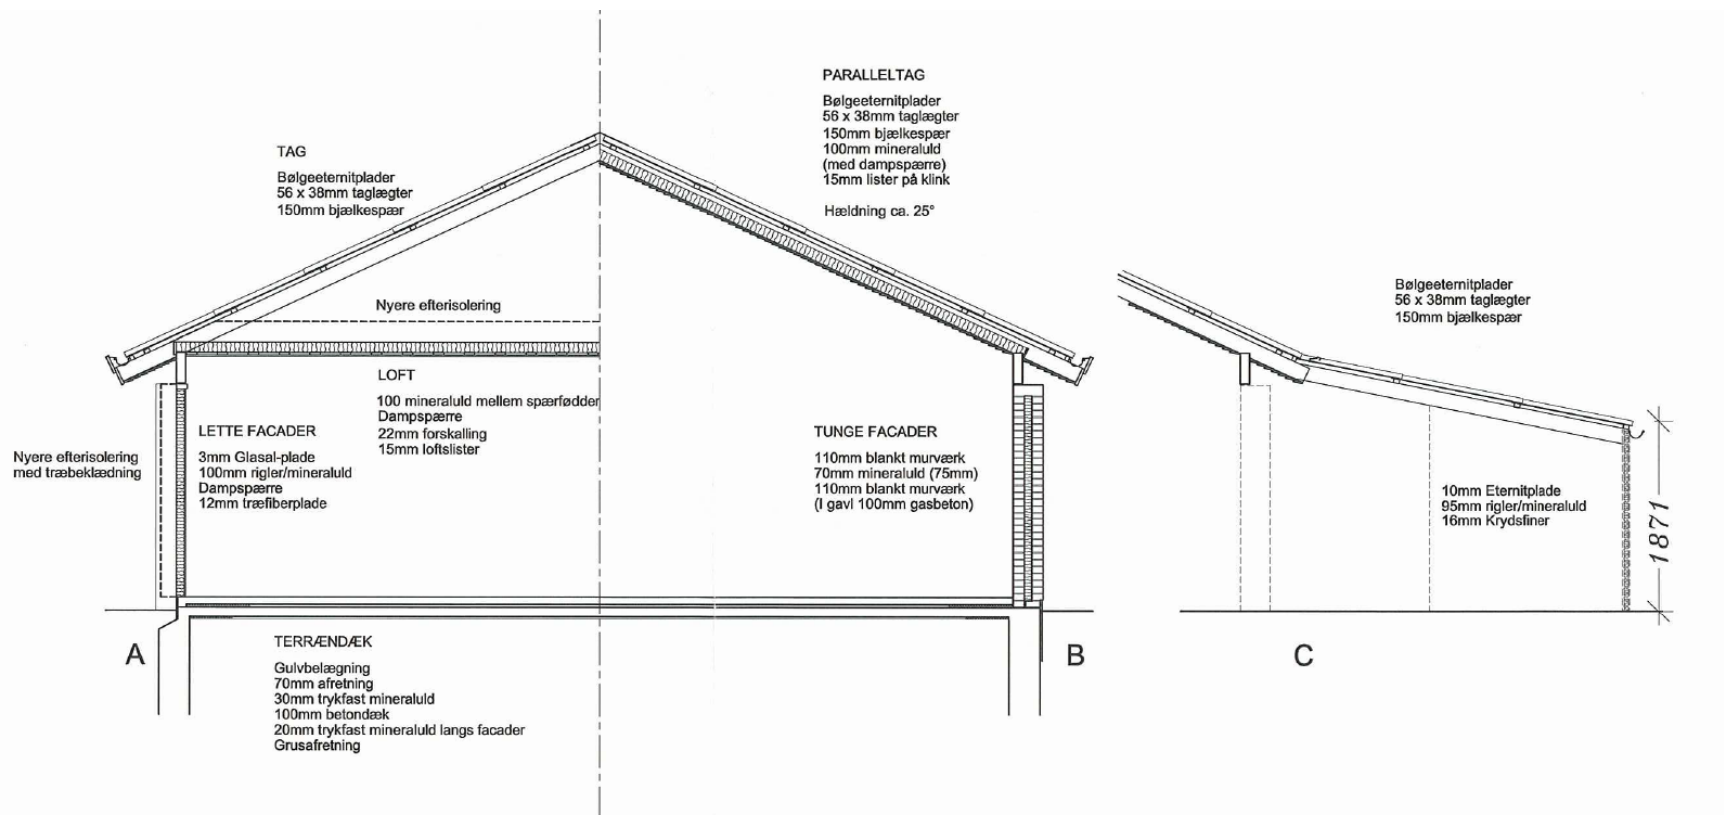 PARALLELTAG
Bølgeeternitplader
56 x 38mm taglægter
150mm bjælkespær
100mm mineraluld
(med dampspærre)
15mm lister på klink
Hældning ca. 25°
TAG
Bølgeeternitplader
56 x 38mm taglægter
150mm bjælkespær
Nyere efterisolering
Bølgeeternitplader
56 x 38mm taglægter
150mm bjælkespær
LOFT
100 mineraluld mellem spærfødder
Dampspærre
22mm forskalling
15mm loftslister
Nyere efterisolering
med træbeklædning
LETTE FACADER
3mm Glasal-plade
100mm rigler/mineraluld
Dampspærre
12mm træfiberplade
TUNGE FACADER
110mm blankt murværk
70mm mineraluld (75mm)
110mm blankt murværk
(I gavl 100mm gasbeton)
10mm Eternitplade
95mm rigler/mineraluld
16mm Krydsfiner
1871
A
B
C
TERRÆNDÆK
Gulvbelægning
70mm afretning
30mm trykfast mineraluld
100mm betondæk
20mm trykfast mineraluld langs facader
Grusafretning